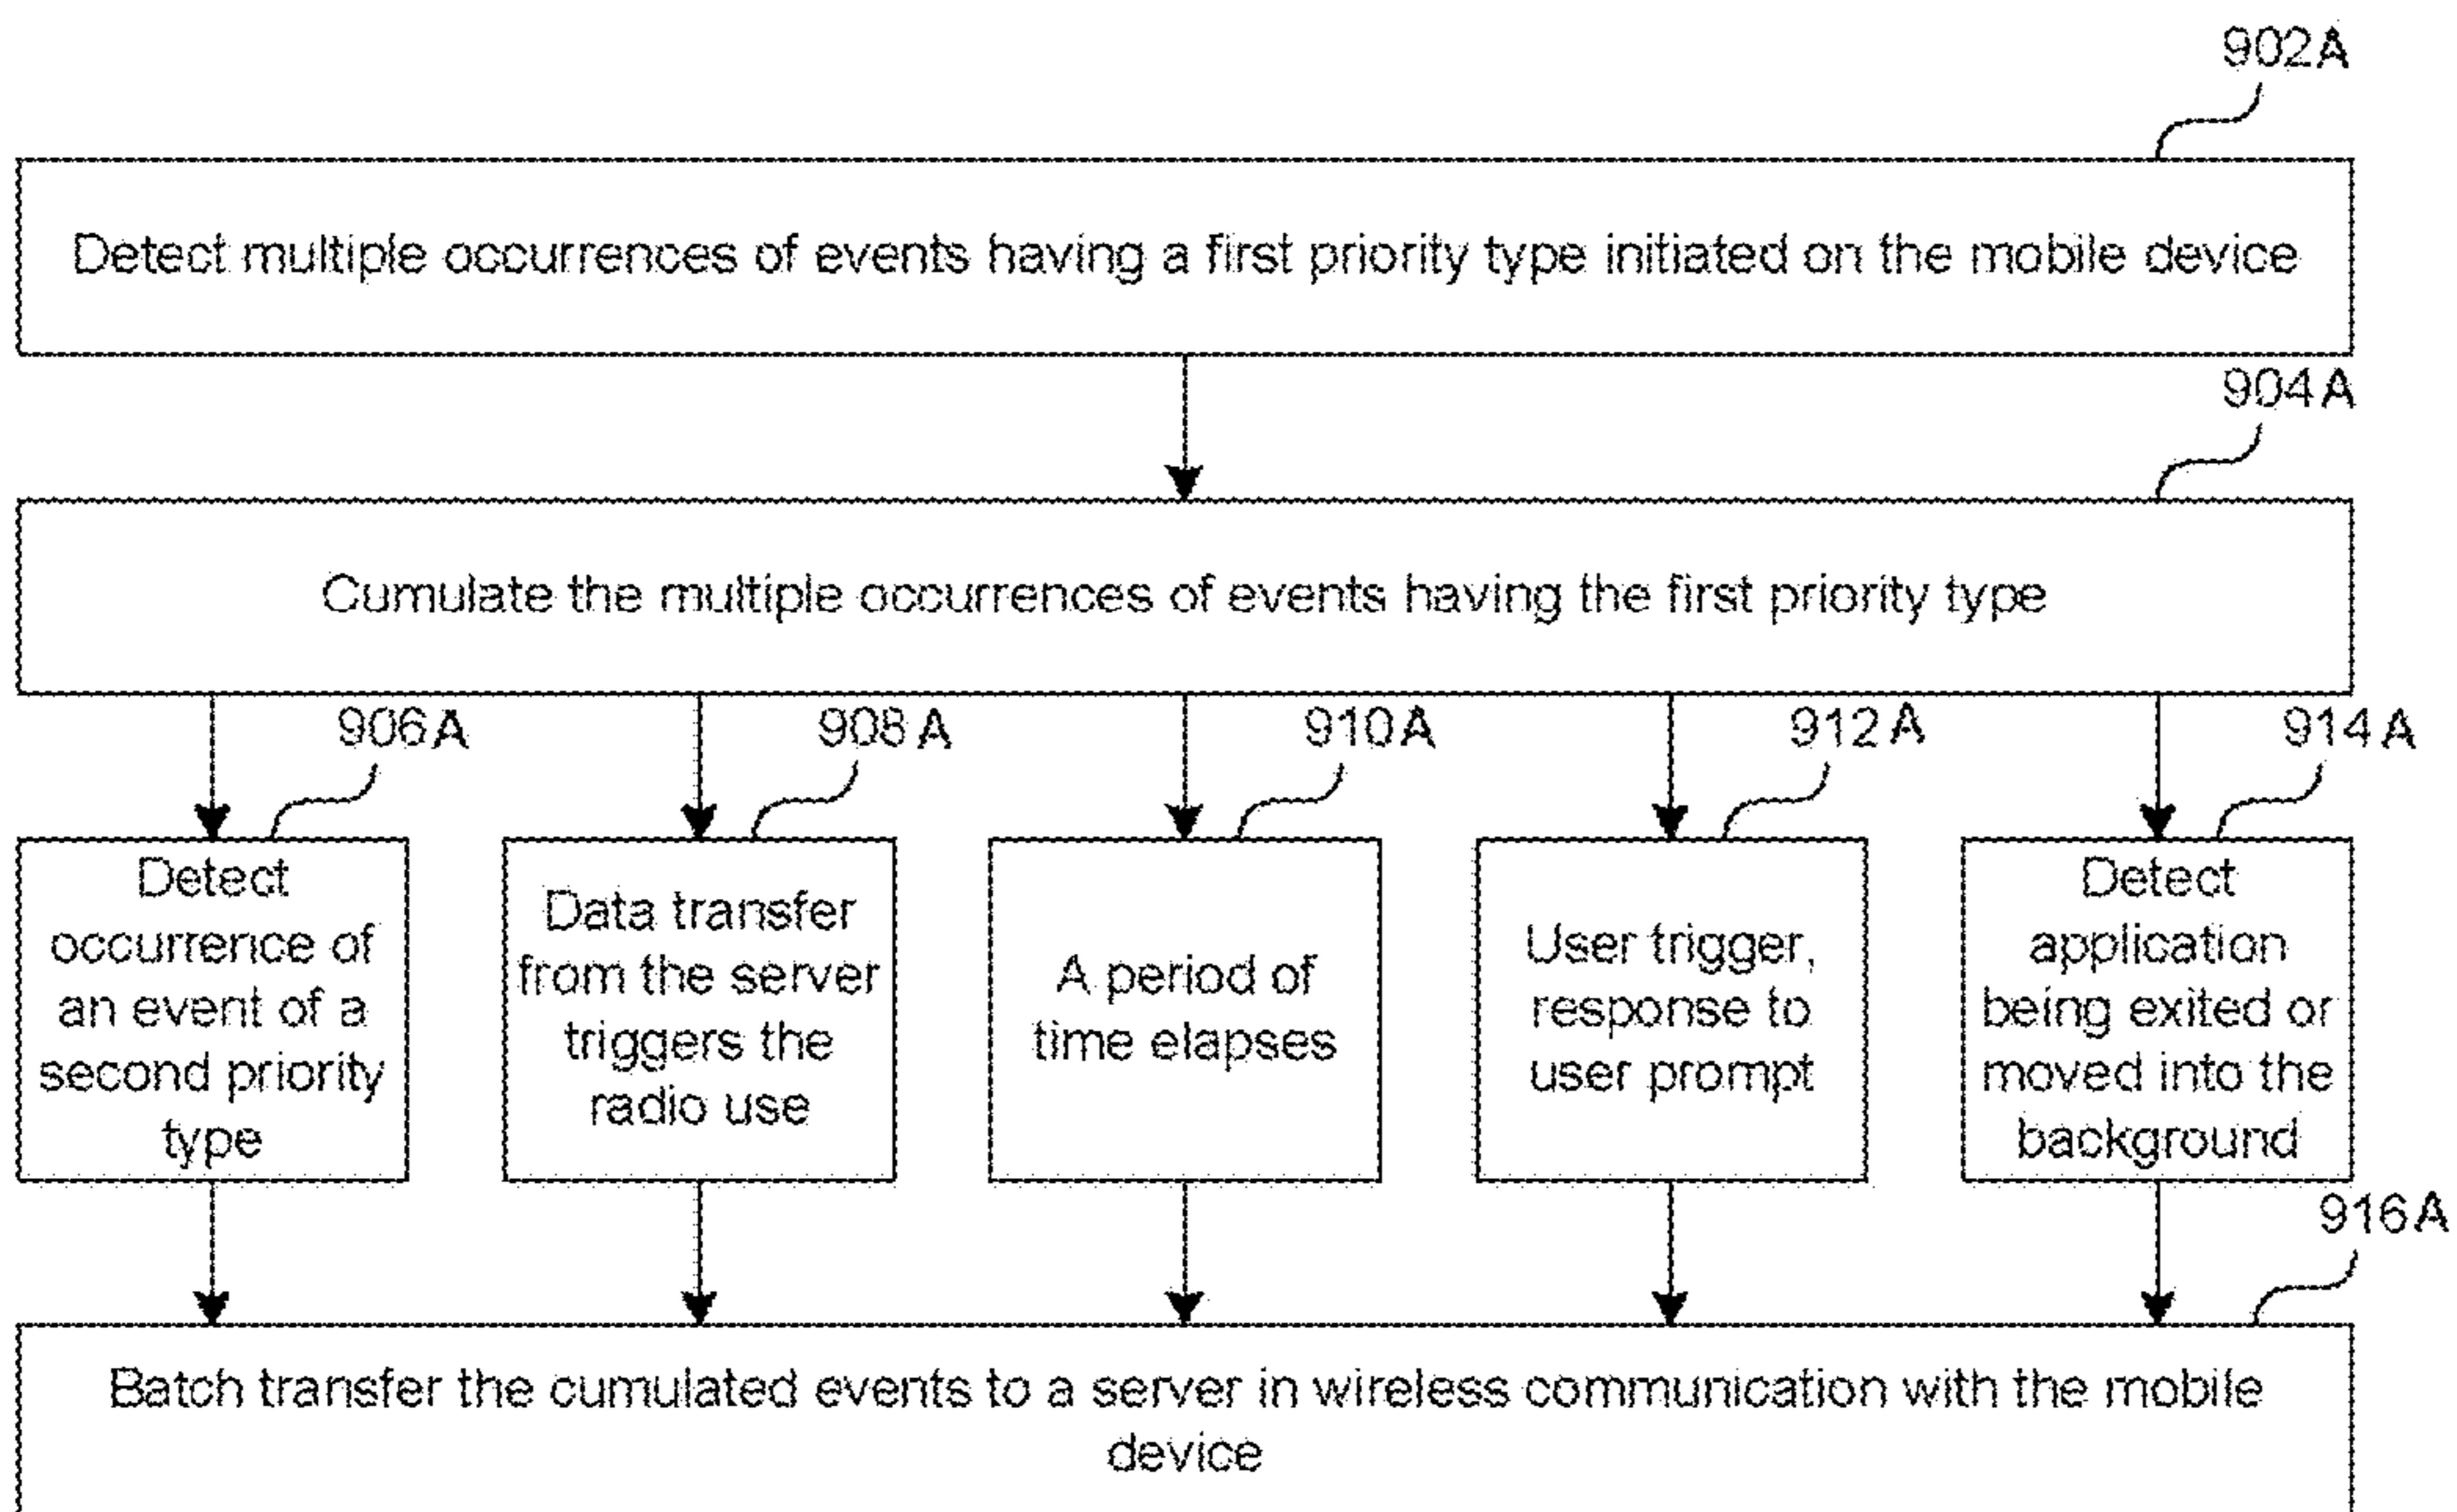 902A
Detect multiple occurrences of events having a first priority type initiated on the mobile device
904A
Cumulate the multiple occurrences of events having the first priority type
906A
908A
910A
912A
914A
Detect
occurrence of
an event of a
second priority
type
Data transfer
from the server
triggers the
radio use
A period of
time elapses
User trigger,
response to
user prompt
Detect
application
being exited or
moved into the
background
916A
Batch transfer the cumulated events to a server in wireless communication with the mobile
device